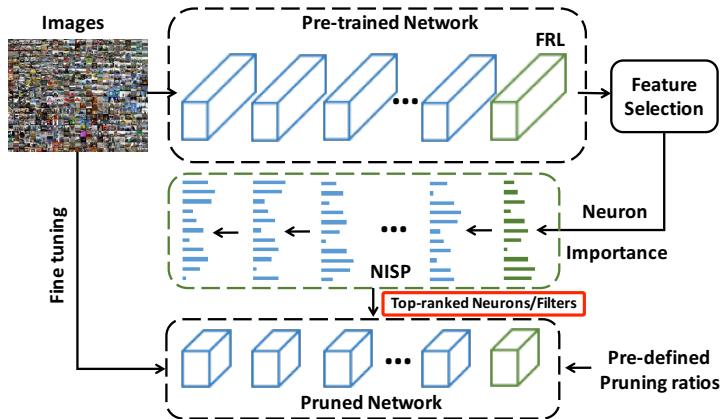 Images
Pre-trained Network
FRL
Feature
Selection
Neuron
Importance
NISP
Fine tuning
Top-ranked Neurons/Filters
Pre-defined
Pruning ratios
Pruned Network